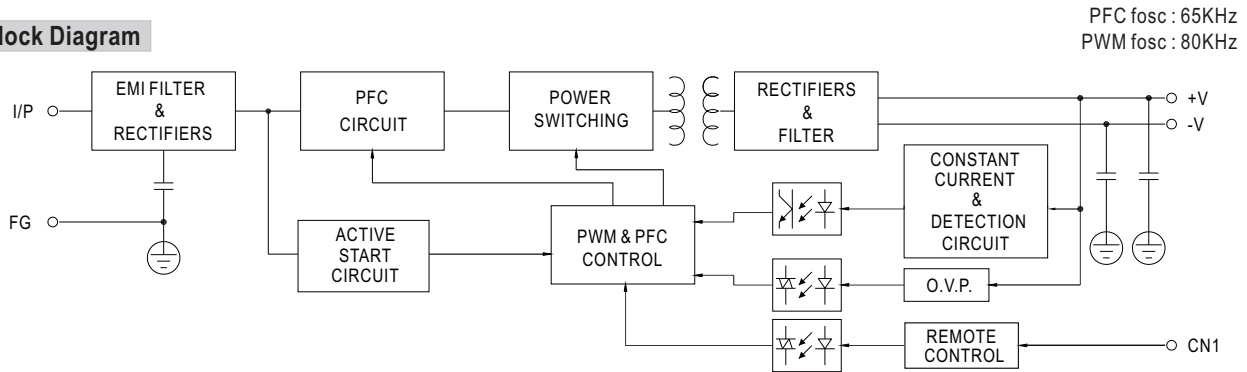 PFC fosc : 65KHz
lock Diagram
PWM fosc : 80KHz
I/P
EMI FILTER
&
RECTIFIERS
PFC
CIRCUIT
POWER
SWITCHING
RECTIFIERS
&
FILTER
+V
-V
CONSTANT
CURRENT
&
DETECTION
CIRCUIT
FG
ACTIVE
START
CIRCUIT
PWM & PFC
CONTROL
O.V.P.
REMOTE
CONTROL
CN1